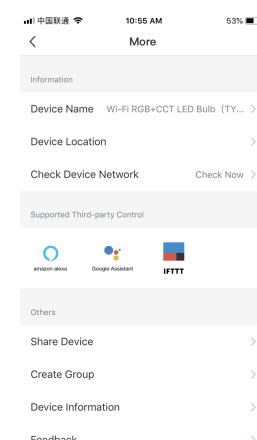 中国联通 10:55 AM 53%
More
Information
Device Name Wi-Fi RGB+CCT LED Bulb (TY...
Device Location
Check Device Network Check Now
Supported Third-party Control
amazon alexa Google Assistant IFTTT
Others
Share Device
Create Group
Device Information
Feedback